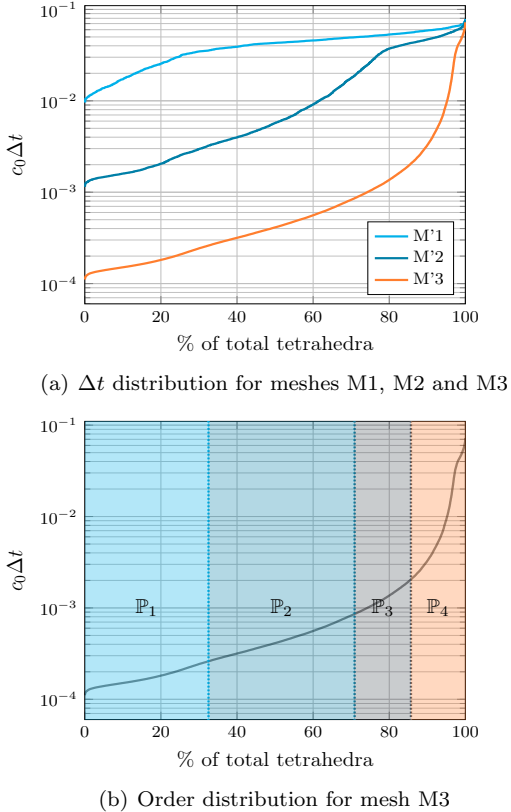 10⁻¹
10⁻²
10⁻³
10⁻⁴
c₀Δt
M'1
M'2
M'3
0 20 40 60 80 100
% of total tetrahedra
(a) Δt distribution for meshes M1, M2 and M3
10⁻¹
10⁻²
10⁻³
10⁻⁴
c₀Δt
ℙ₁ ℙ₂ ℙ₃ ℙ₄
0 20 40 60 80 100
% of total tetrahedra
(b) Order distribution for mesh M3